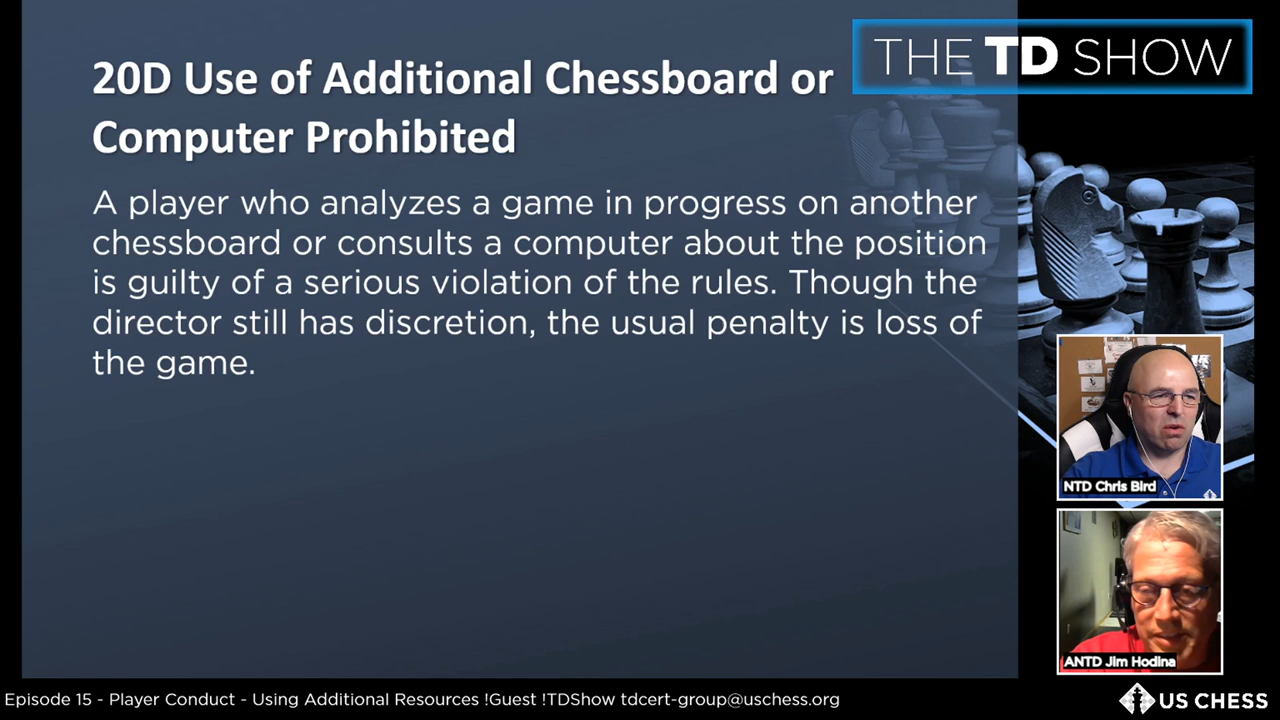 THE TD SHOW
20D Use of Additional Chessboard or
Computer Prohibited
A player who analyzes a game in progress on another
chessboard or consults a computer about the position
is guilty of a serious violation of the rules. Though the
director still has discretion, the usual penalty is loss of
the game.
NTD Chris Bird
ANTD Jim Hodina
Episode 15 - Player Conduct - Using Additional Resources !Guest !TDShow tdcert-group@uschess.org
US CHESS